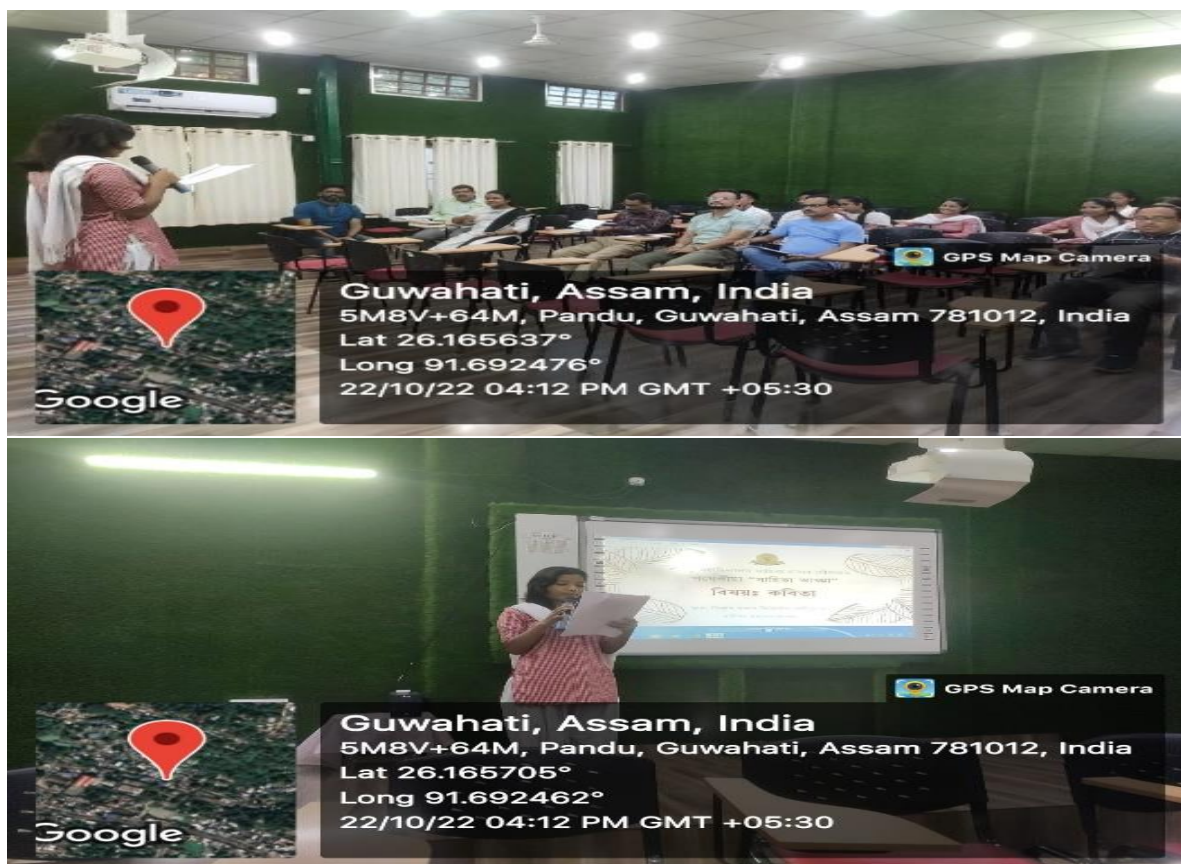 GPS Map Camera
Guwahati, Assam, India
5M8V+64M, Pandu, Guwahati, Assam 781012, India
Lat 26.165637°
Long 91.692476°
22/10/22 04:12 PM GMT +05:30
Google
বিষয়ঃ কবিতা
GPS Map Camera
Guwahati, Assam, India
5M8V+64M, Pandu, Guwahati, Assam 781012, India
Lat 26.165705°
Long 91.692462°
22/10/22 04:12 PM GMT +05:30
Google